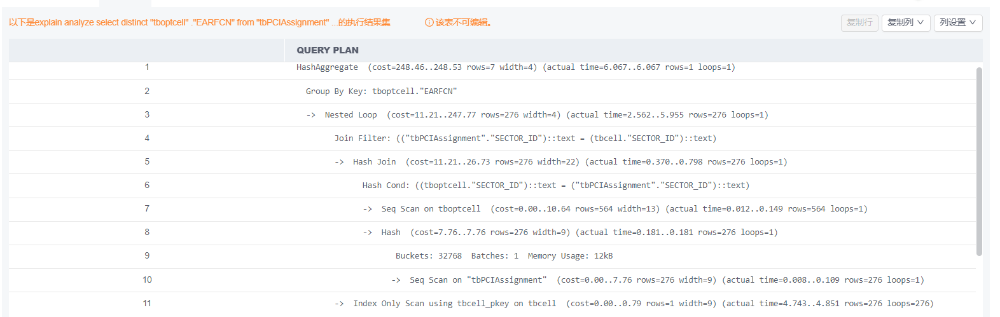 以下是explain analyze select distinct "tboptcell" ."EARFCN" from "tbPCIAssignment" ...的执行结果集 该表不可编辑。 复制行 复制列 列设置
QUERY PLAN
1 HashAggregate (cost=248.46..248.53 rows=7 width=4) (actual time=6.067..6.067 rows=1 loops=1)
2 Group By Key: tboptcell."EARFCN"
3 -> Nested Loop (cost=11.21..247.77 rows=276 width=4) (actual time=2.562..5.955 rows=276 loops=1)
4 Join Filter: (("tbPCIAssignment"."SECTOR_ID")::text = (tbcell."SECTOR_ID")::text)
5 -> Hash Join (cost=11.21..26.73 rows=276 width=22) (actual time=0.370..0.798 rows=276 loops=1)
6 Hash Cond: ((tboptcell."SECTOR_ID")::text = ("tbPCIAssignment"."SECTOR_ID")::text)
7 -> Seq Scan on tboptcell (cost=0.00..10.64 rows=564 width=13) (actual time=0.012..0.149 rows=564 loops=1)
8 -> Hash (cost=7.76..7.76 rows=276 width=9) (actual time=0.181..0.181 rows=276 loops=1)
9 Buckets: 32768 Batches: 1 Memory Usage: 12kB
10 -> Seq Scan on "tbPCIAssignment" (cost=0.00..7.76 rows=276 width=9) (actual time=0.008..0.109 rows=276 loops=1)
11 -> Index Only Scan using tbcell_pkey on tbcell (cost=0.00..0.79 rows=1 width=9) (actual time=4.743..4.851 rows=276 loops=276)